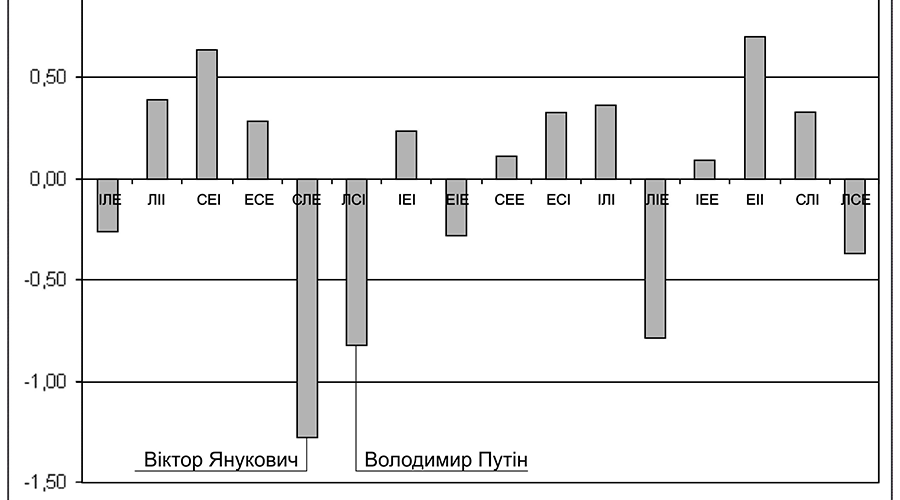 0,50
0,00
ІЛЕ ЛІІ СЕІ ЕСЕ СЛЕ ЛСІ ІЕІ ЕІЕ СЕЕ ЕСІ ІЛІ ЛІЕ ІЕЕ ЕІІ СЛІ ЛСЕ
-0,50
-1,00
Віктор Янукович Володимир Путін
-1,50